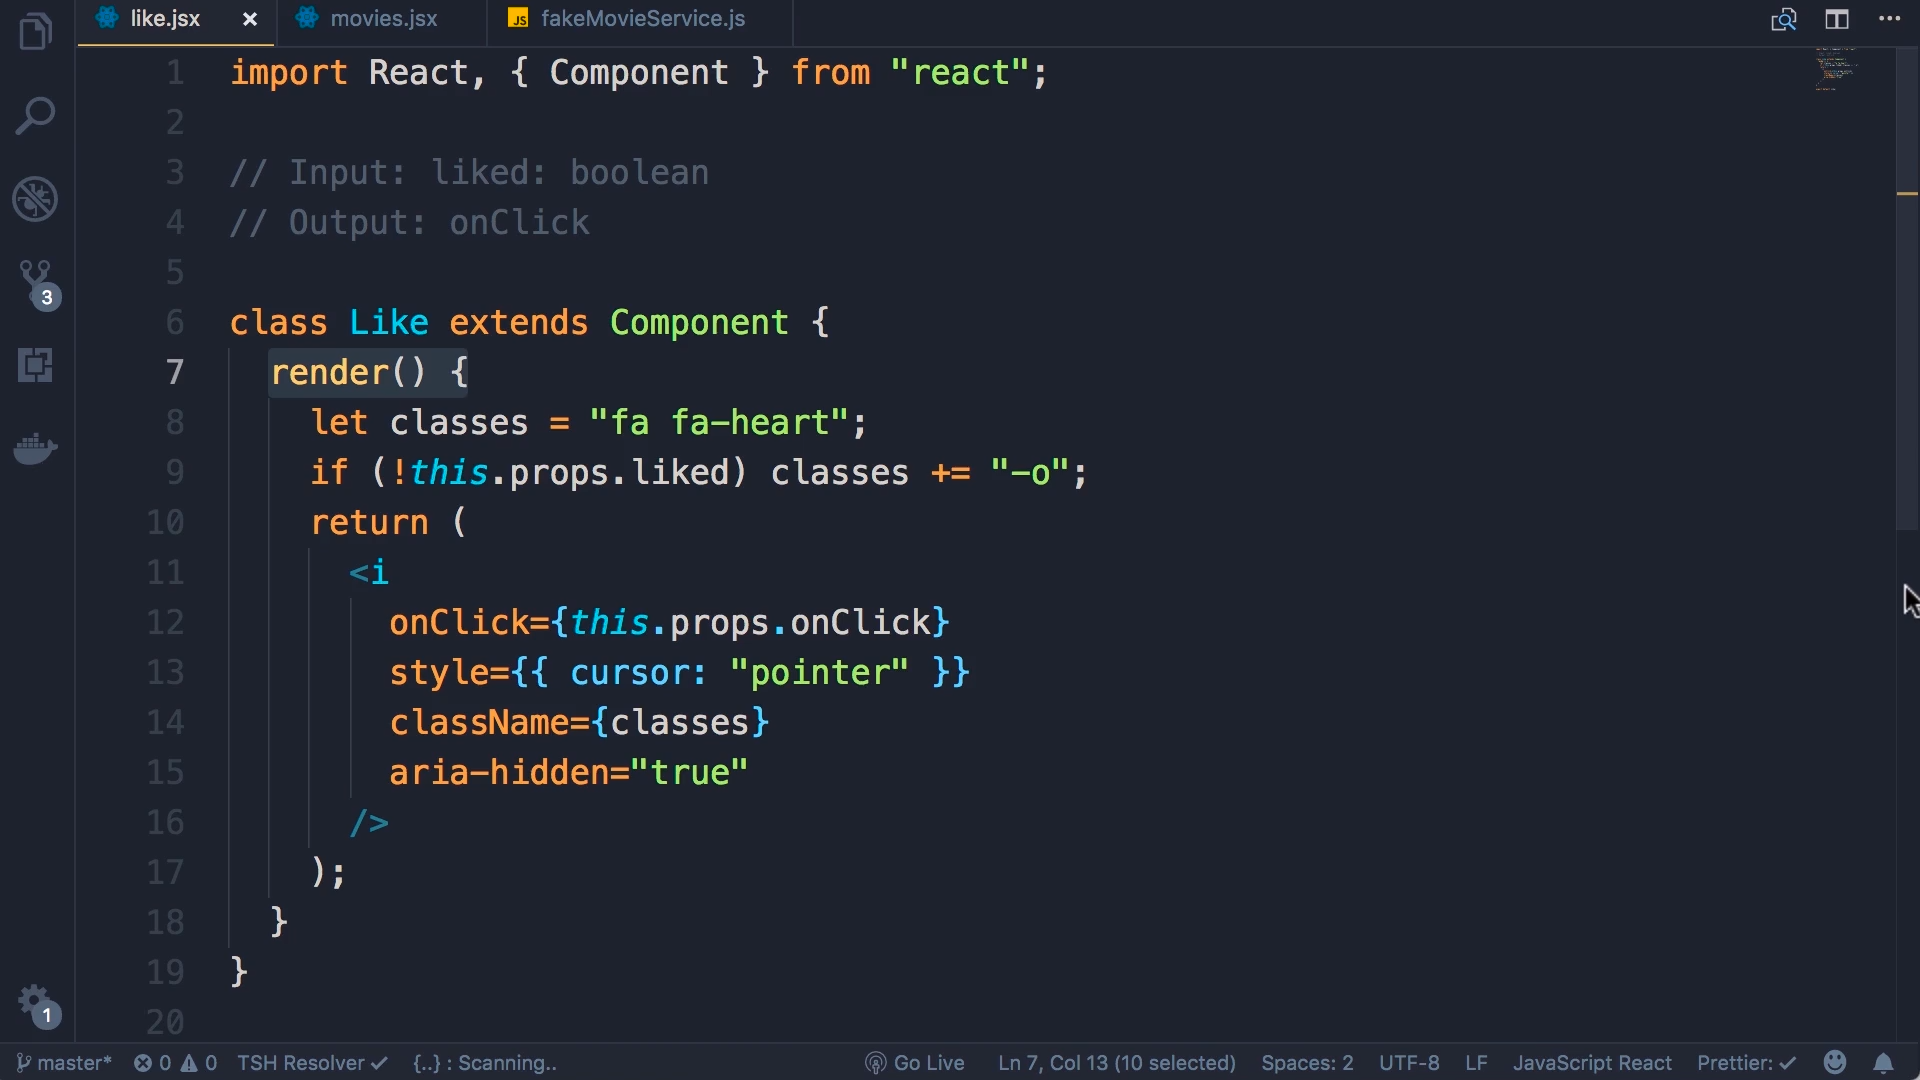 like.jsx × movies.jsx JS fakeMovieService.js
1 import React, { Component } from "react";
2
3 // Input: liked: boolean
4 // Output: onClick
5
6 class Like extends Component {
7 render() {
8 let classes = "fa fa-heart";
9 if (!this.props.liked) classes += "-o";
10 return (
11 <i
12 onClick={this.props.onClick}
13 style={{ cursor: "pointer" }}
14 className={classes}
15 aria-hidden="true"
16 />
17 );
18 }
19 }
20
3
1
master* 0 0 TSH Resolver ✓ {..} : Scanning.. Go Live Ln 7, Col 13 (10 selected) Spaces: 2 UTF-8 LF JavaScript React Prettier: ✓